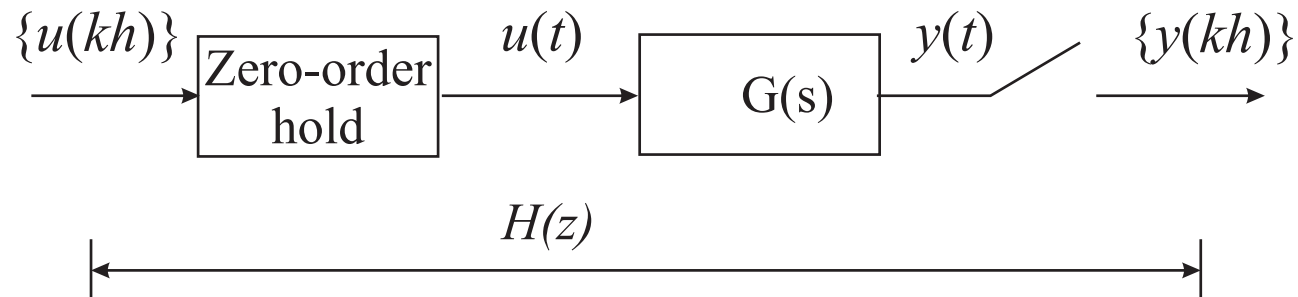 {u(kh)}
Zero-order
hold
u(t)
G(s)
y(t)
{y(kh)}
H(z)